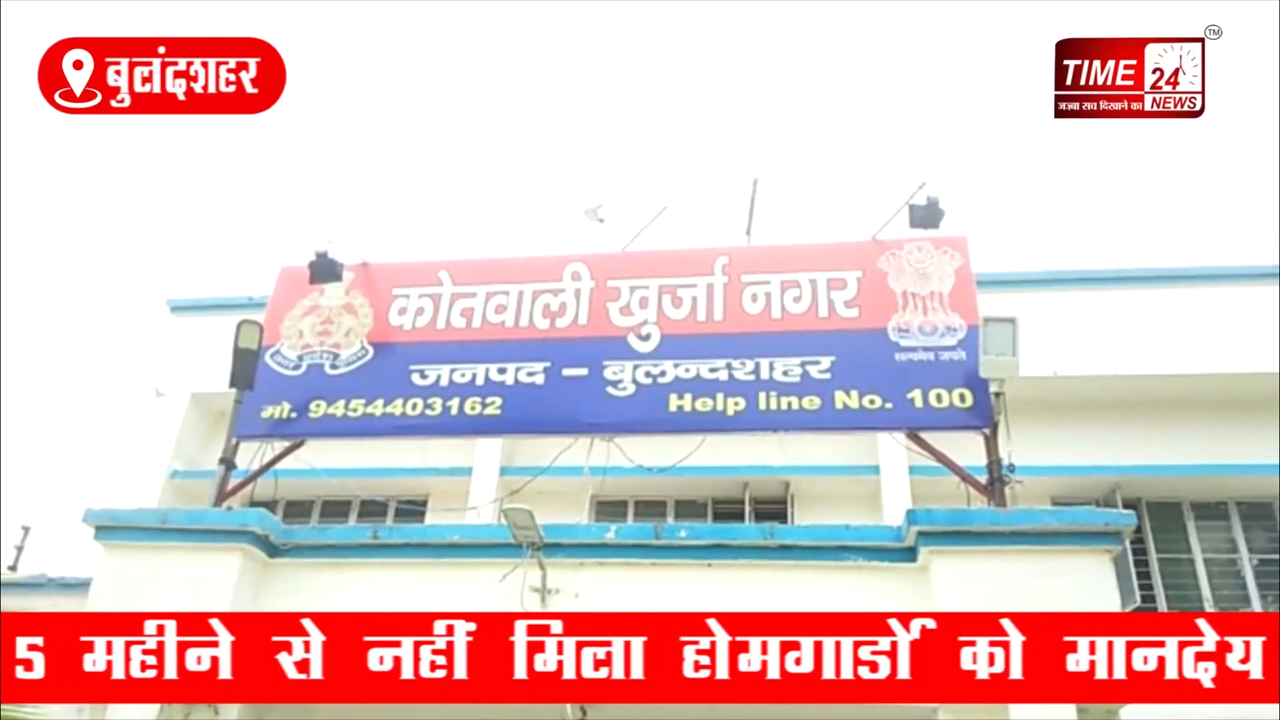 बुलंदशहर
TM
TIME 24 NEWS
जज़्बा सच दिखाने का
कोतवाली खुर्जा नगर
सत्यमेव जयते
जनपद - बुलन्दशहर
मो. 9454403162
Help line No. 100
5 महीने से नहीं मिला होमगार्डों को मानदेय